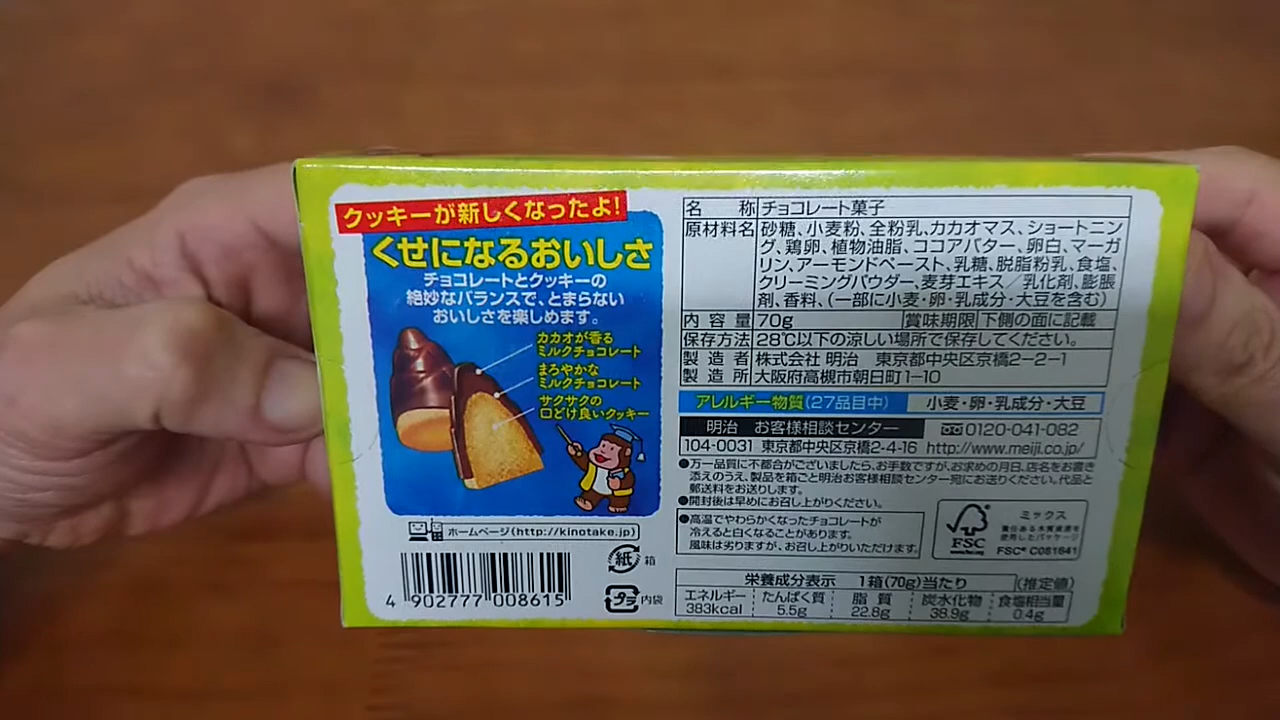 クッキーが新しくなったよ!
くせになるおいしさ
チョコレートとクッキーの
絶妙なバランスで、とまらない
おいしさを楽しめます。
カカオが香る
ミルクチョコレート
まろやかな
ミルクチョコレート
サクサクの
口どけ良いクッキー
ホームページ(http://kinotake.jp)
4 902777 008615
紙 箱
プラ 内袋
名 称 チョコレート菓子
原材料名 砂糖、小麦粉、全粉乳、カカオマス、ショートニン
グ、鶏卵、植物油脂、ココアバター、卵白、マーガ
リン、アーモンドペースト、乳糖、脱脂粉乳、食塩、
クリーミングパウダー、麦芽エキス／乳化剤、膨脹
剤、香料、(一部に小麦・卵・乳成分・大豆を含む)
内容量 70g 賞味期限 下側の面に記載
保存方法 28℃以下の涼しい場所で保存してください。
製造者 株式会社 明治 東京都中央区京橋2-2-1
製造所 大阪府高槻市朝日町1-10
アレルギー物質(27品目中) 小麦・卵・乳成分・大豆
明治 お客様相談センター 0120-041-082
104-0031 東京都中央区京橋2-4-16 http://www.meiji.co.jp/
●万一品質に不都合がございましたら、お手数ですが、お求めの月日、店名をお書き
添えのうえ、製品を箱ごと明治お客様相談センター宛にお送りください。代品と
郵送料をお送りします。
●開封後は早めにお召し上がりください。
●高温でやわらかくなったチョコレートが
冷えると白くなることがあります。
風味は劣りますが、お召し上がりいただけます。
FSC
www.fsc.org
ミックス
責任ある木質資源を
使用したパッケージ
FSC® C081641
栄養成分表示 1箱(70g)当たり (推定値)
エネルギー たんぱく質 脂質 炭水化物 食塩相当量
383kcal 5.5g 22.8g 38.9g 0.4g